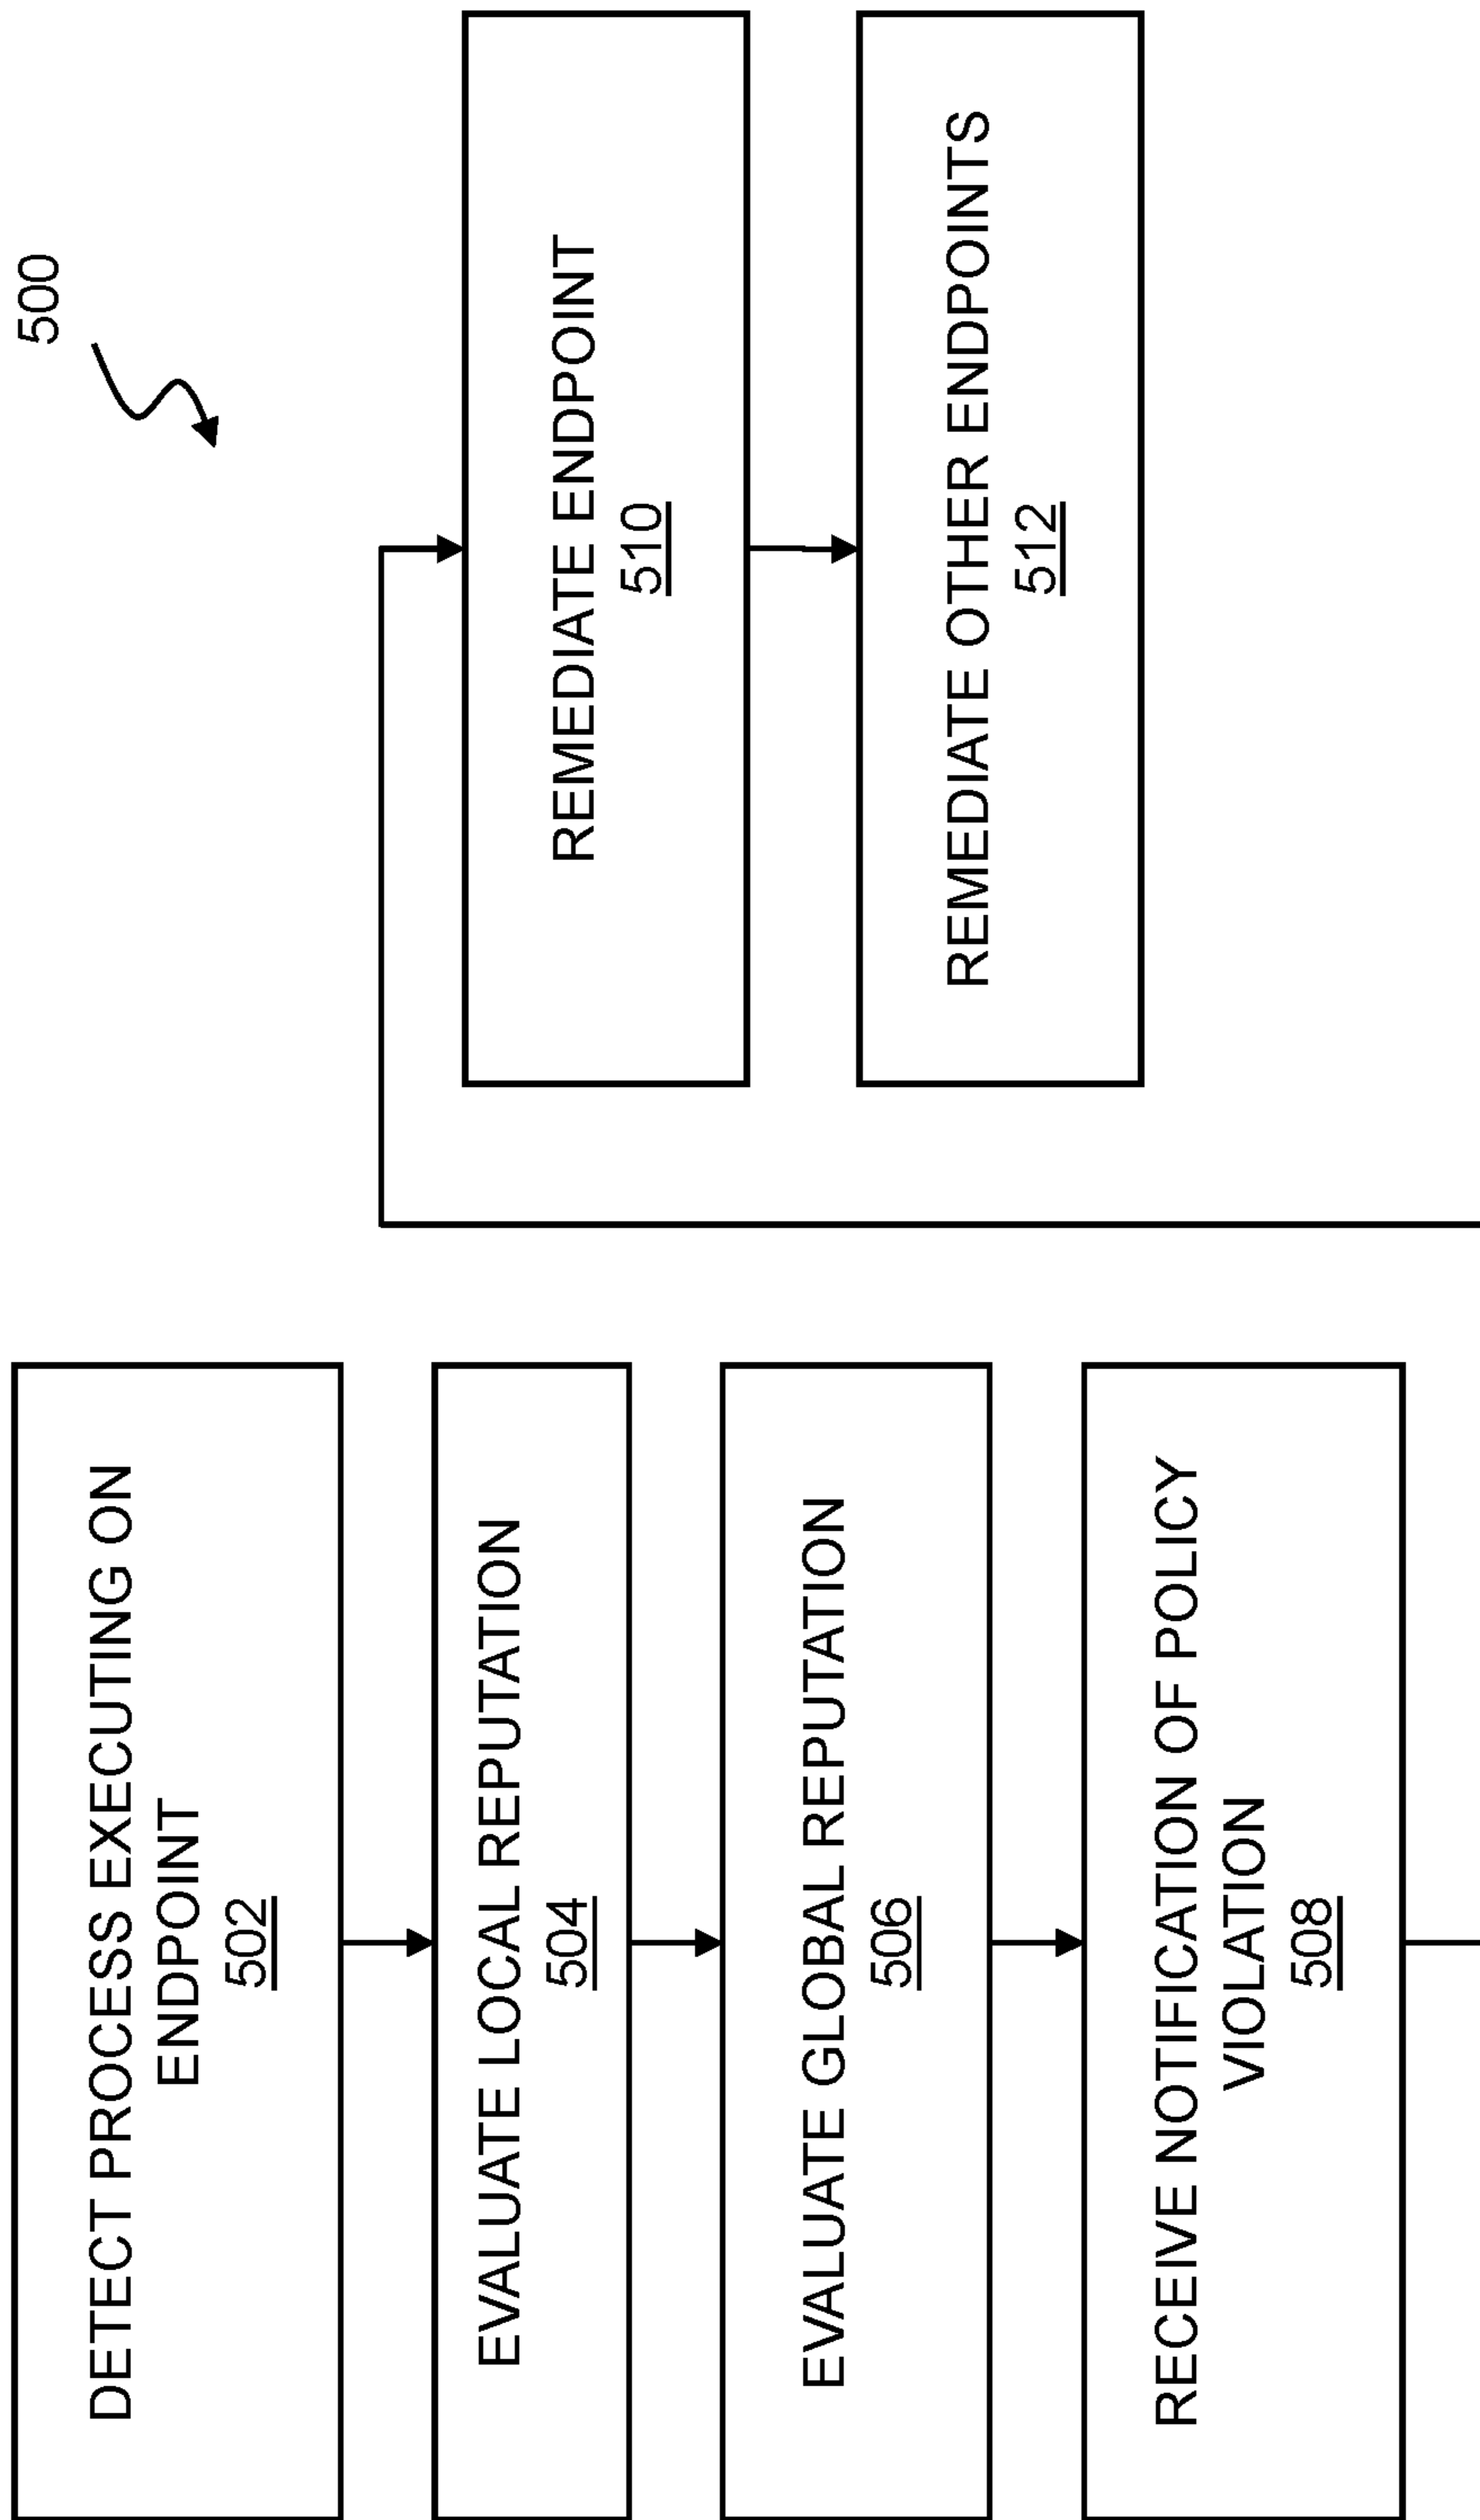 500
DETECT PROCESS EXECUTING ON
ENDPOINT
502
EVALUATE LOCAL REPUTATION
504
EVALUATE GLOBAL REPUTATION
506
RECEIVE NOTIFICATION OF POLICY
VIOLATION
508
REMEDIATE ENDPOINT
510
REMEDIATE OTHER ENDPOINTS
512